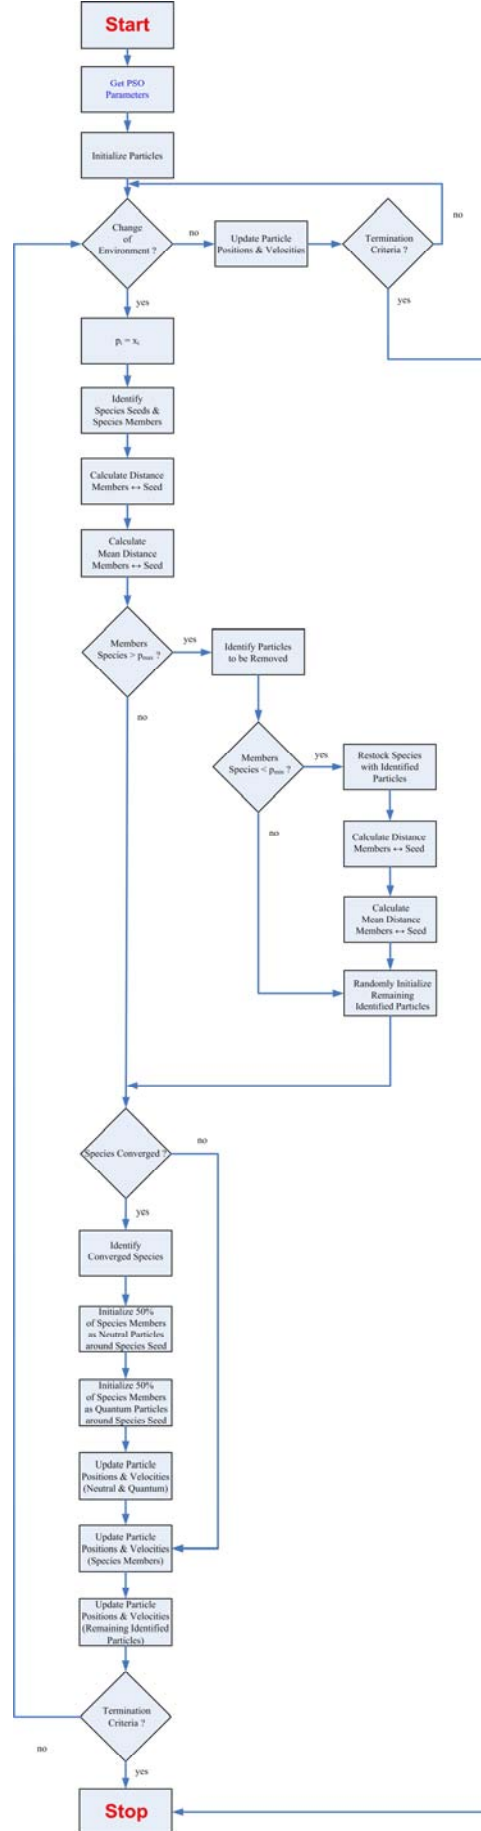 Start
Get PSO
Parameters
Initialize Particles
Change
of
Environment ?
no
Update Particle
Positions & Velocities
Termination
Criteria ?
no
yes
yes
pᵢ = xᵢ
Identify
Species Seeds &
Species Members
Calculate Distance
Members ↔ Seed
Calculate
Mean Distance
Members ↔ Seed
Members
Species > pₘₐₓ ?
yes
Identify Particles
to be Removed
no
Members
Species < pₘᵢₙ ?
yes
Restock Species
with Identified
Particles
no
Calculate Distance
Members ↔ Seed
Calculate
Mean Distance
Members ↔ Seed
Randomly Initialize
Remaining
Identified Particles
Species Converged ?
no
yes
Identify
Converged Species
Initialize 50%
of Species Members
as Neutral Particles
around Species Seed
Initialize 50%
of Species Members
as Quantum Particles
around Species Seed
Update Particle
Positions & Velocities
(Neutral & Quantum)
Update Particle
Positions & Velocities
(Species Members)
Update Particle
Positions & Velocities
(Remaining Identified
Particles)
Termination
Criteria ?
no
yes
Stop